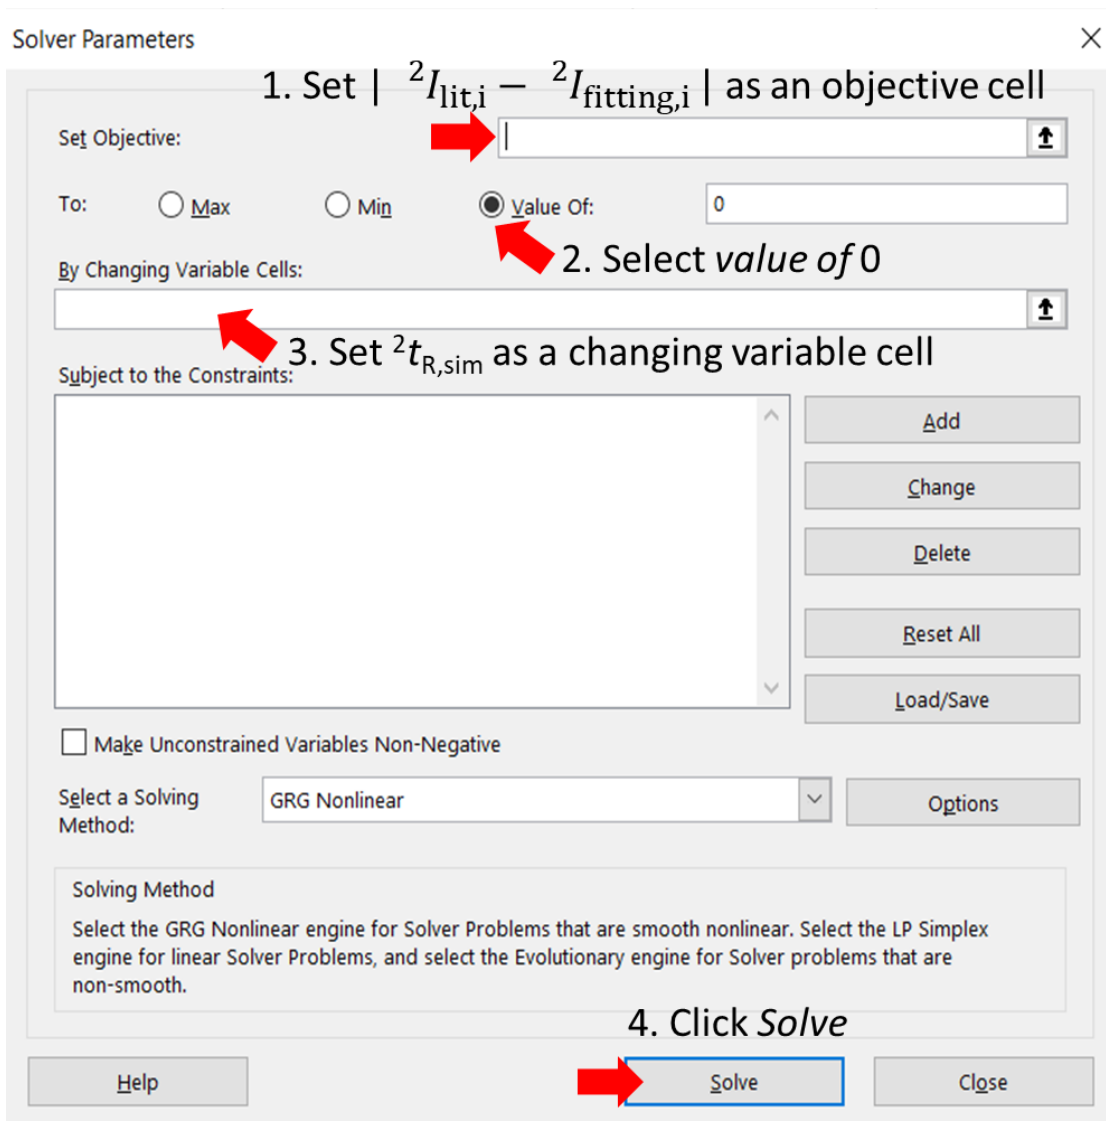 Solver Parameters
1. Set | ²I_lit,i − ²I_fitting,i | as an objective cell
Set Objective:
To: Max Min Value Of: 0
2. Select value of 0
By Changing Variable Cells:
3. Set ²t_R,sim as a changing variable cell
Subject to the Constraints:
Add
Change
Delete
Reset All
Load/Save
Make Unconstrained Variables Non-Negative
Select a Solving
Method:
GRG Nonlinear
Options
Solving Method
Select the GRG Nonlinear engine for Solver Problems that are smooth nonlinear. Select the LP Simplex
engine for linear Solver Problems, and select the Evolutionary engine for Solver problems that are
non-smooth.
4. Click Solve
Help
Solve
Close